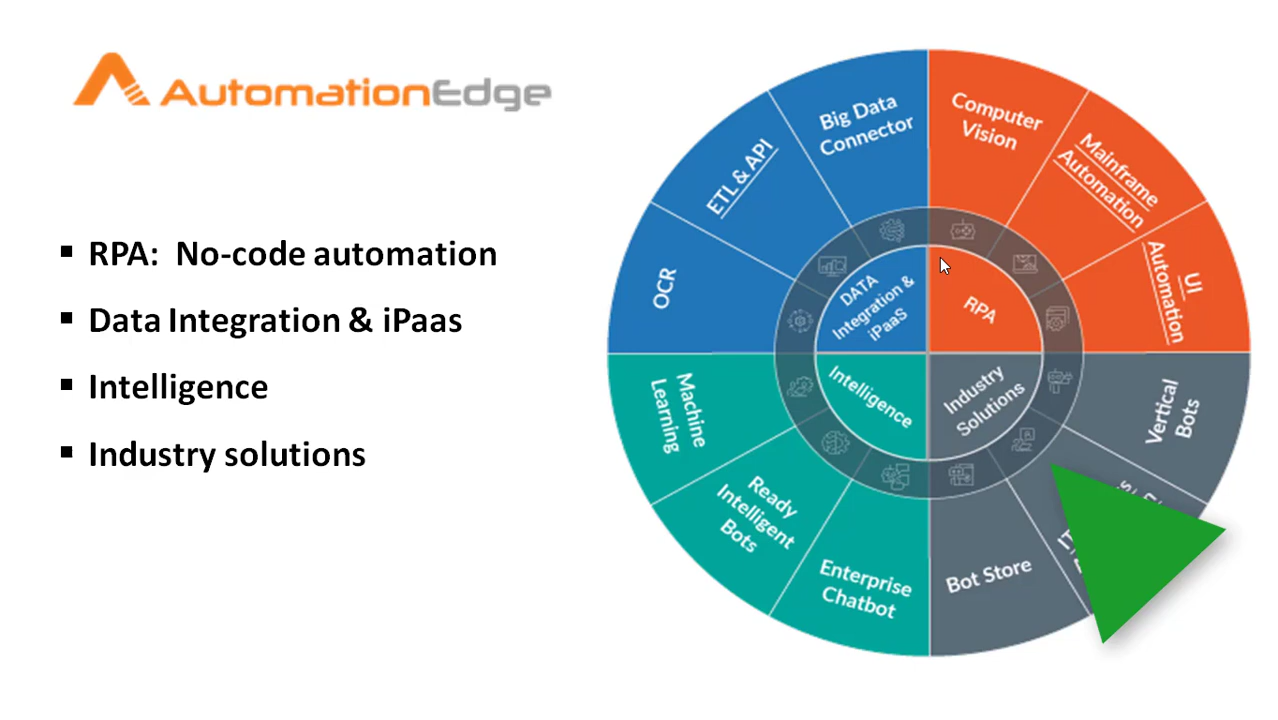 AutomationEdge
RPA: No-code automation
Data Integration & iPaas
Intelligence
Industry solutions
Big Data
Connector
Computer
Vision
ETL & API
Mainframe
Automation
OCR
UI
Automation
DATA
Integration &
iPaaS
RPA
Intelligence
Industry
Solutions
Machine
Learning
Vertical
Bots
Ready
Intelligent
Bots
Enterprise
Chatbot
Bot Store